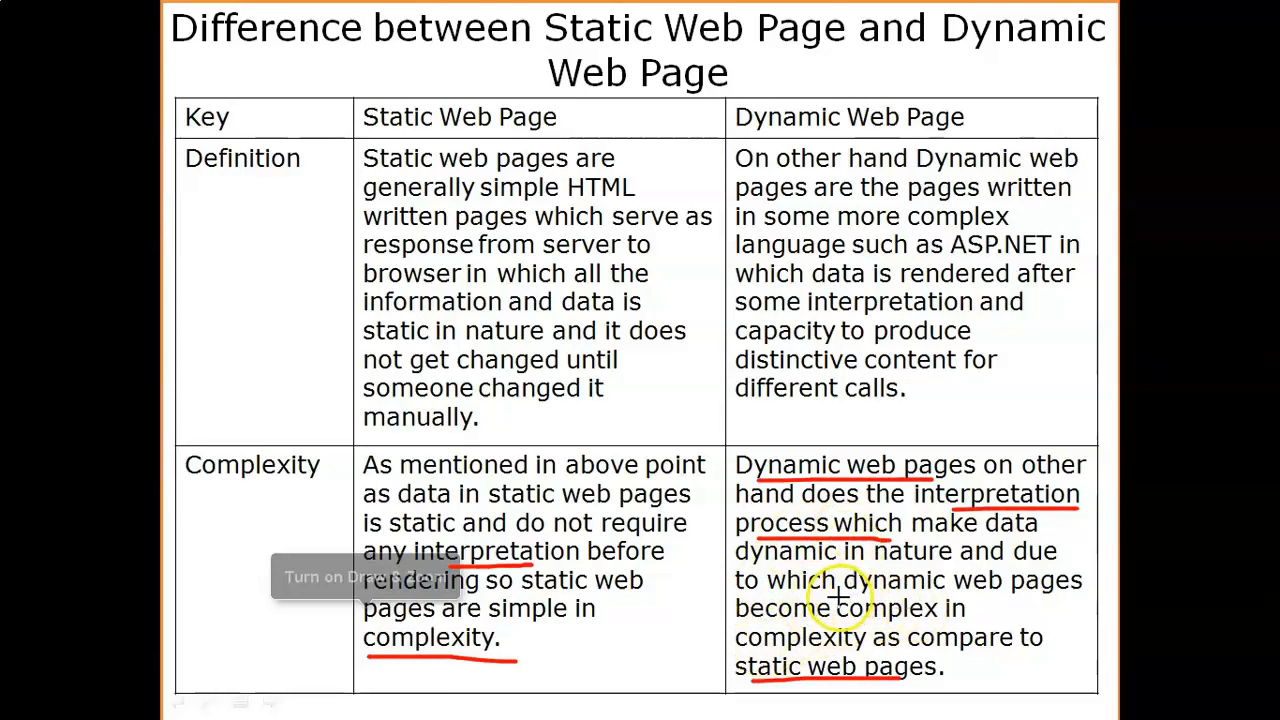 Difference between Static Web Page and Dynamic
Web Page
Key
Static Web Page
Dynamic Web Page
Definition
Static web pages are
generally simple HTML
written pages which serve as
response from server to
browser in which all the
information and data is
static in nature and it does
not get changed until
someone changed it
manually.
On other hand Dynamic web
pages are the pages written
in some more complex
language such as ASP.NET in
which data is rendered after
some interpretation and
capacity to produce
distinctive content for
different calls.
Complexity
As mentioned in above point
as data in static web pages
is static and do not require
any interpretation before
rendering so static web
pages are simple in
complexity.
Dynamic web pages on other
hand does the interpretation
process which make data
dynamic in nature and due
to which dynamic web pages
become complex in
complexity as compare to
static web pages.
Turn on Draw & Zoom